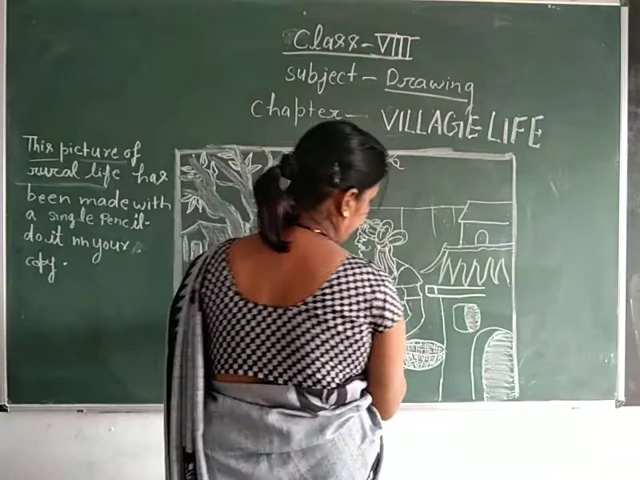 Class-VIII
subject - Drawing
chapter - VILLAGE LIFE
This picture of
rural life has
been made with
a single Pencil.
do it in your
copy.